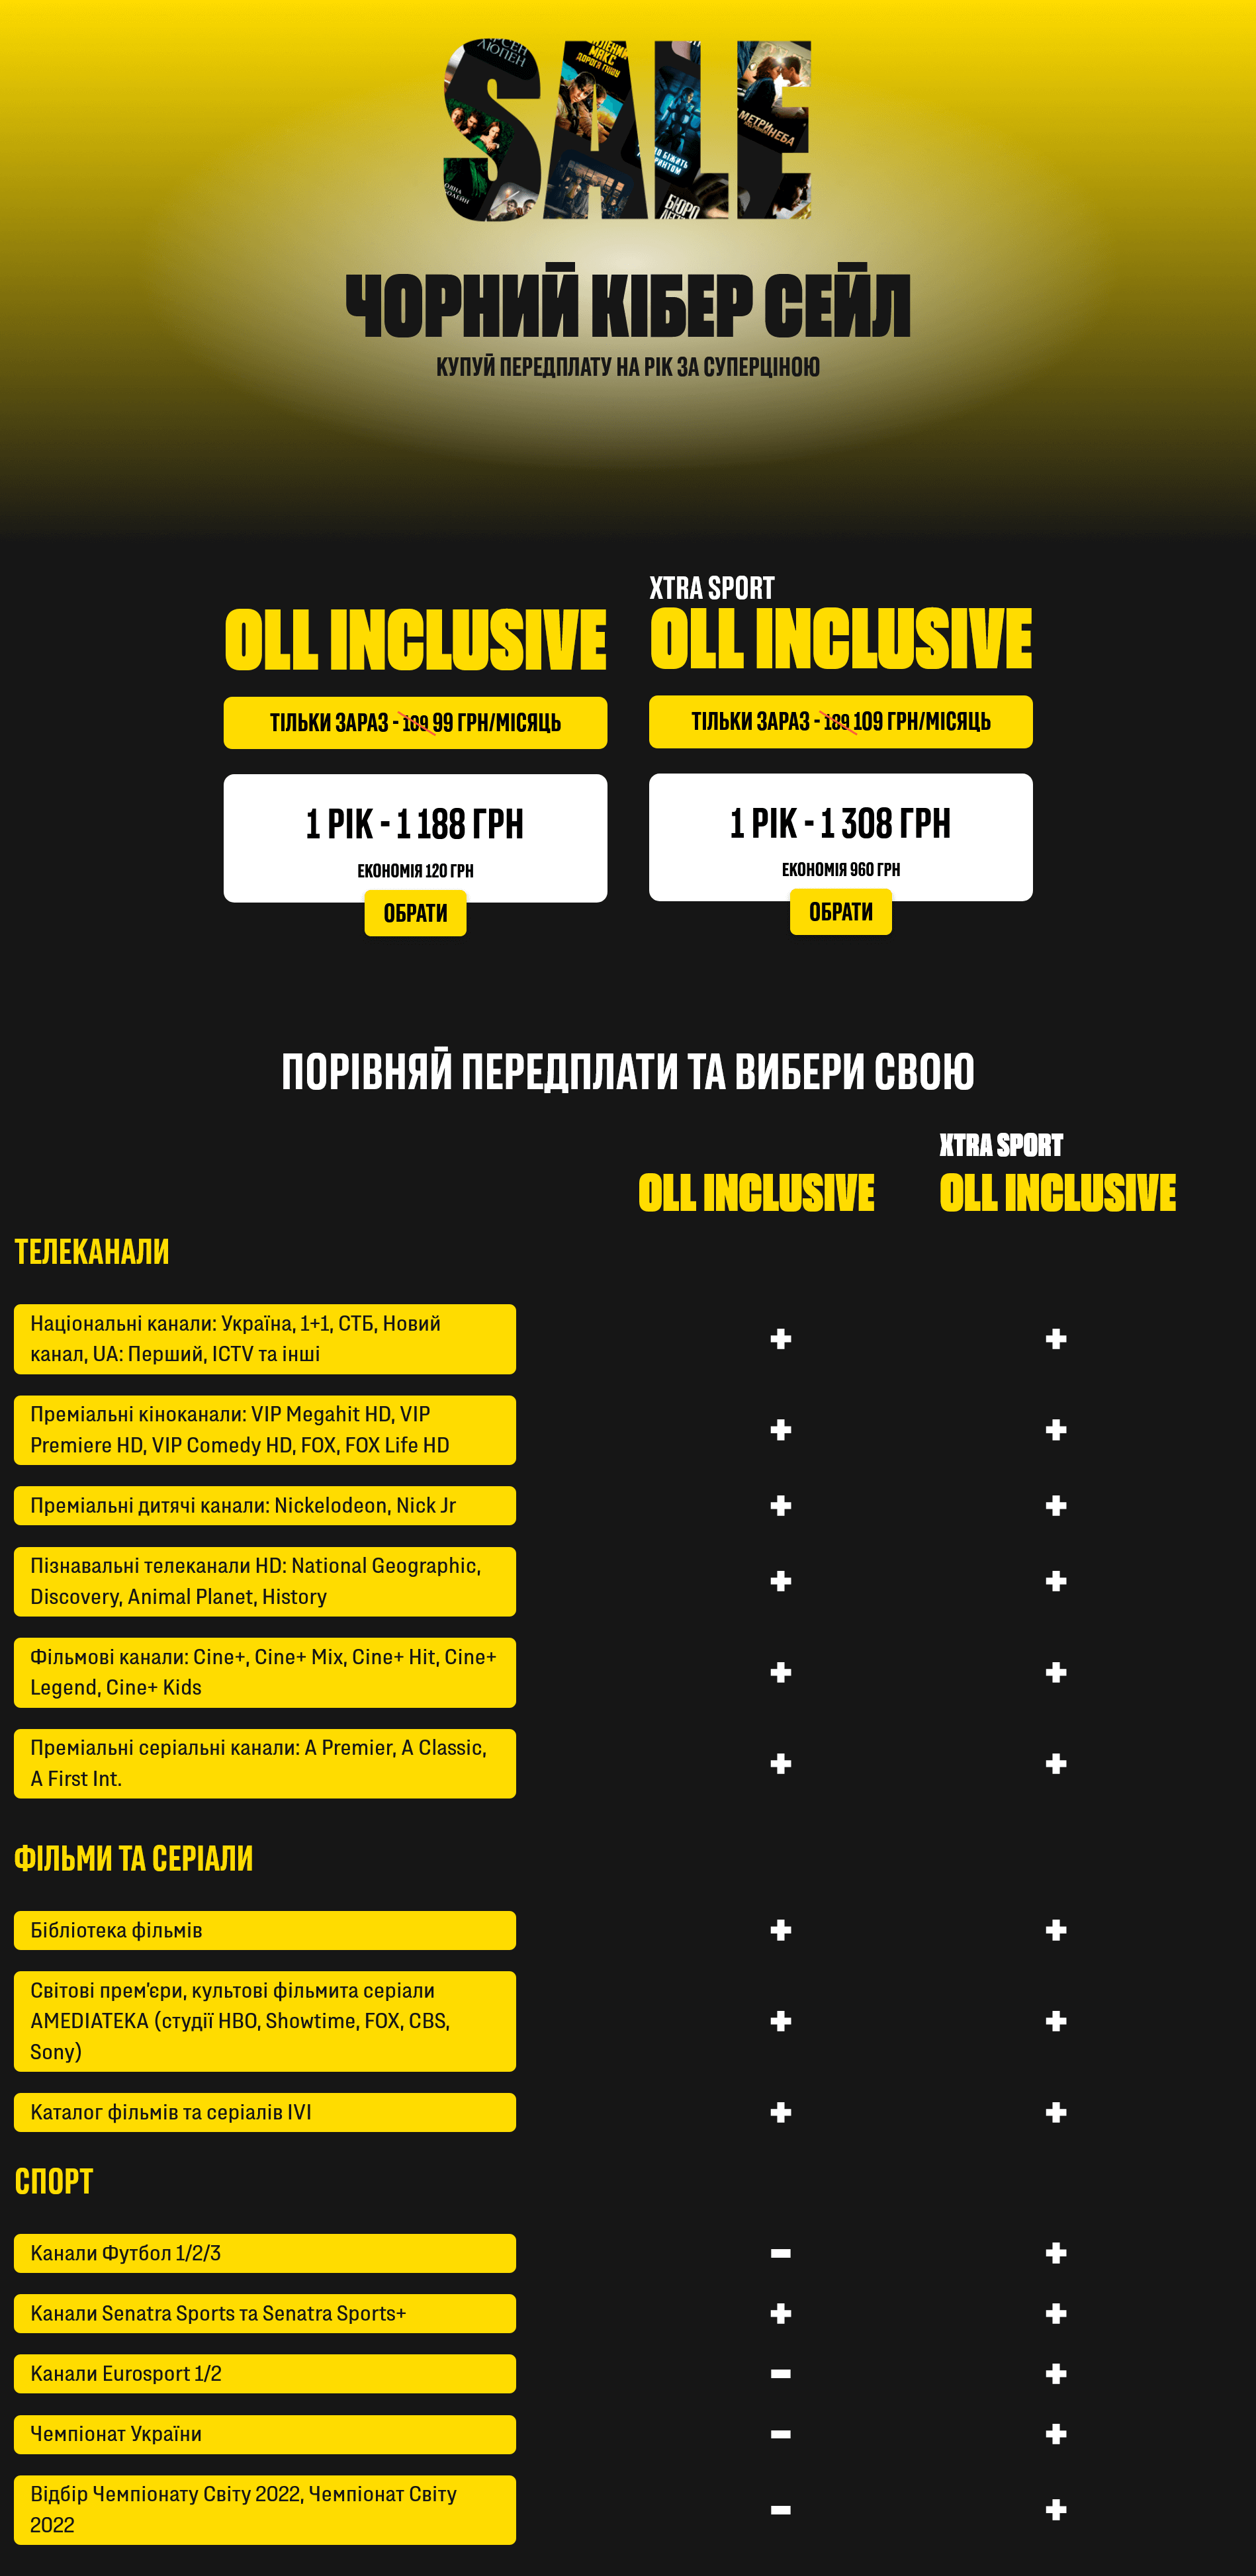 SALE
ЧОРНИЙ КІБЕР СЕЙЛ
КУПУЙ ПЕРЕДПЛАТУ НА РІК ЗА СУПЕРЦІНОЮ
OLL INCLUSIVE
ТІЛЬКИ ЗАРАЗ - 109 99 ГРН/МІСЯЦЬ
1 РІК - 1 188 ГРН
ЕКОНОМІЯ 120 ГРН
ОБРАТИ
XTRA SPORT
OLL INCLUSIVE
ТІЛЬКИ ЗАРАЗ - 189 109 ГРН/МІСЯЦЬ
1 РІК - 1 308 ГРН
ЕКОНОМІЯ 960 ГРН
ОБРАТИ
ПОРІВНЯЙ ПЕРЕДПЛАТИ ТА ВИБЕРИ СВОЮ
OLL INCLUSIVE
XTRA SPORT
OLL INCLUSIVE
ТЕЛЕКАНАЛИ
Національні канали: Україна, 1+1, СТБ, Новий
канал, UA: Перший, ICTV та інші
+ +
Преміальні кіноканали: VIP Megahit HD, VIP
Premiere HD, VIP Comedy HD, FOX, FOX Life HD
+ +
Преміальні дитячі канали: Nickelodeon, Nick Jr
+ +
Пізнавальні телеканали HD: National Geographic,
Discovery, Animal Planet, History
+ +
Фільмові канали: Cine+, Cine+ Mix, Cine+ Hit, Cine+
Legend, Cine+ Kids
+ +
Преміальні серіальні канали: A Premier, A Classic,
A First Int.
+ +
ФІЛЬМИ ТА СЕРІАЛИ
Бібліотека фільмів
+ +
Світові прем'єри, культові фільмита серіали
AMEDIATEKA (студії HBO, Showtime, FOX, CBS,
Sony)
+ +
Каталог фільмів та серіалів IVI
+ +
СПОРТ
Канали Футбол 1/2/3
- +
Канали Senatra Sports та Senatra Sports+
+ +
Канали Eurosport 1/2
- +
Чемпіонат України
- +
Відбір Чемпіонату Світу 2022, Чемпіонат Світу
2022
- +